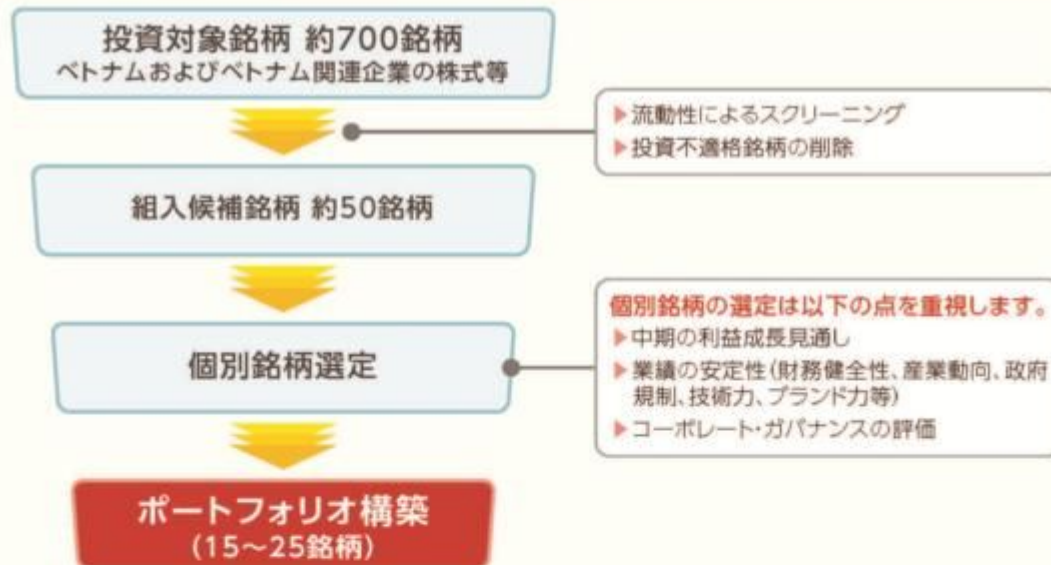 投資対象銘柄 約700銘柄
ベトナムおよびベトナム関連企業の株式等
▶流動性によるスクリーニング
▶投資不適格銘柄の削除
組入候補銘柄 約50銘柄
個別銘柄の選定は以下の点を重視します。
▶中期の利益成長見通し
▶業績の安定性(財務健全性、産業動向、政府
規制、技術力、ブランド力等)
▶コーポレート・ガバナンスの評価
個別銘柄選定
ポートフォリオ構築
(15~25銘柄)